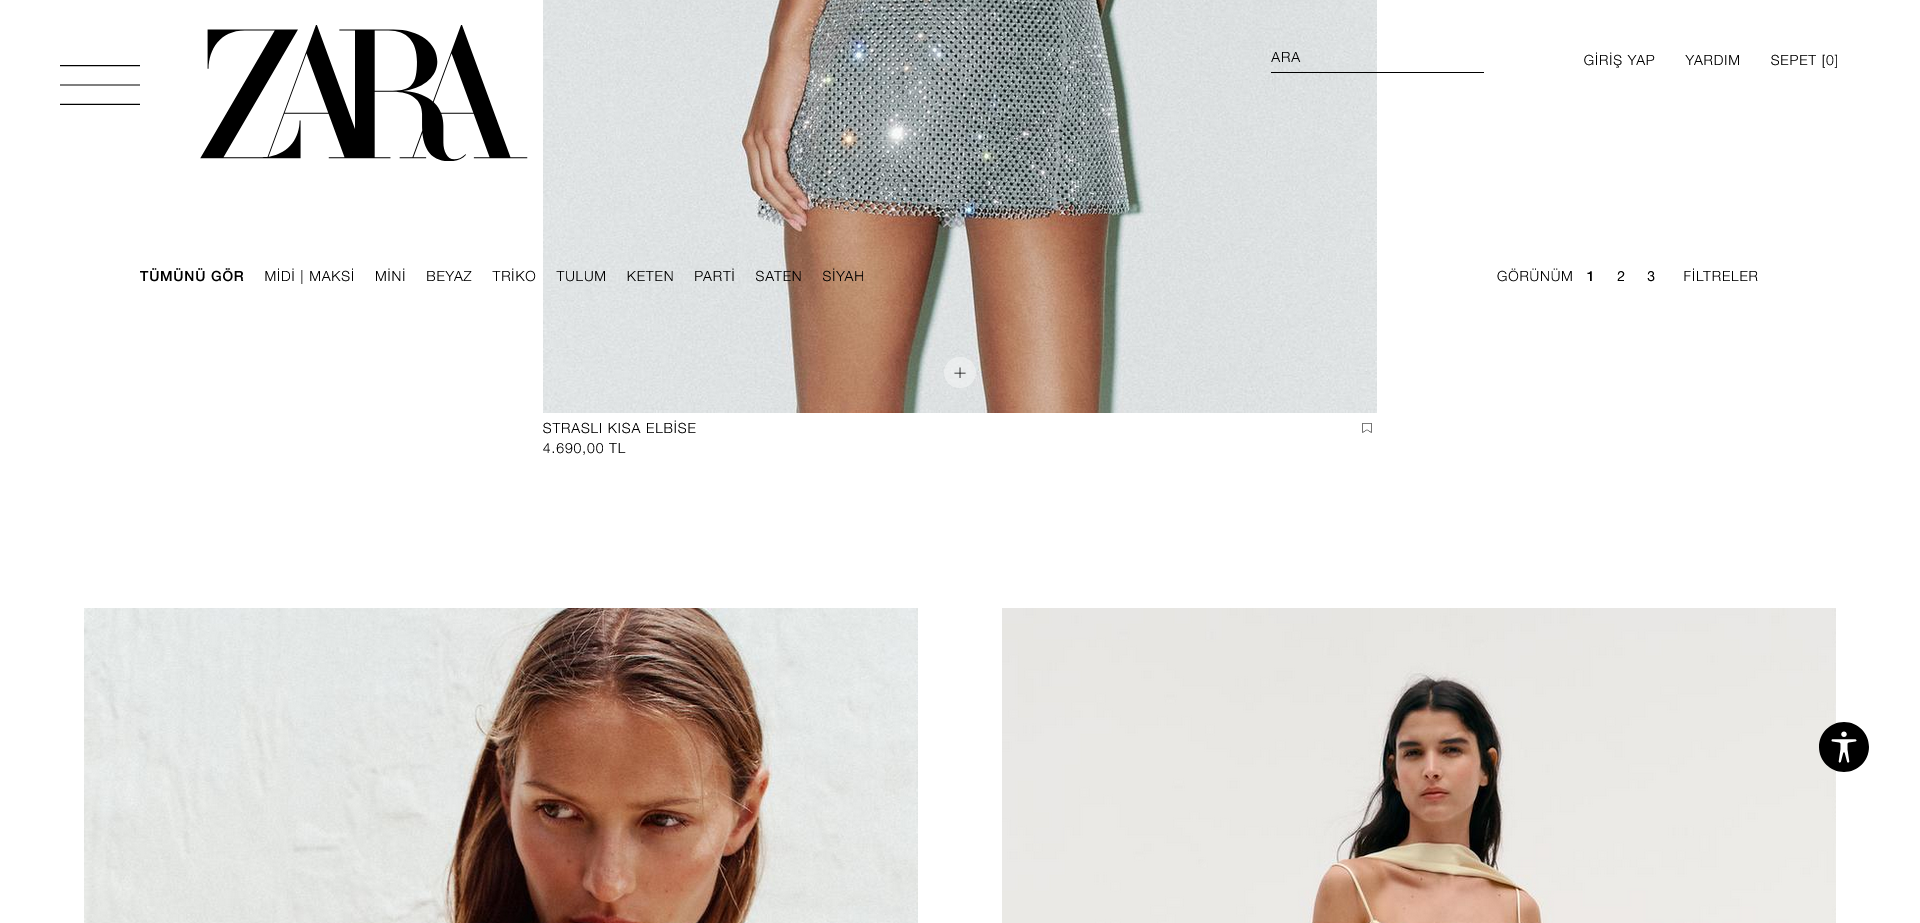 ZARA
ARA
GİRİŞ YAP
YARDIM
SEPET [0]
TÜMÜNÜ GÖR
MİDİ | MAKSİ
MİNİ
BEYAZ
TRİKO
TULUM
KETEN
PARTİ
SATEN
SİYAH
GÖRÜNÜM
1
2
3
FİLTRELER
STRASLI KISA ELBİSE
4.690,00 TL